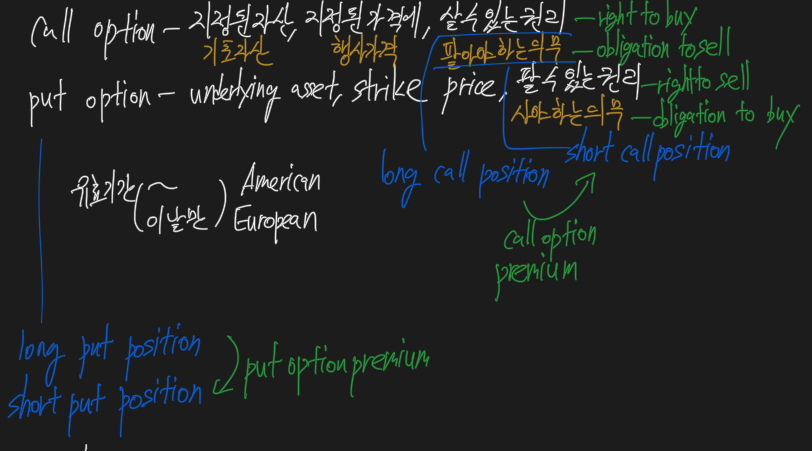 call option – 지정된자산, 지정된가격에, 살수있는권리 – right to buy
기초자산 행사가격 팔아야하는의무 – obligation to sell
put option – underlying asset, strike price, 팔수있는권리 – right to sell
사야하는의무 – obligation to buy
long call position short call position
유효기간 ( ~ ) American
이날만 European
call option
premium
long put position
short put position
put option premium